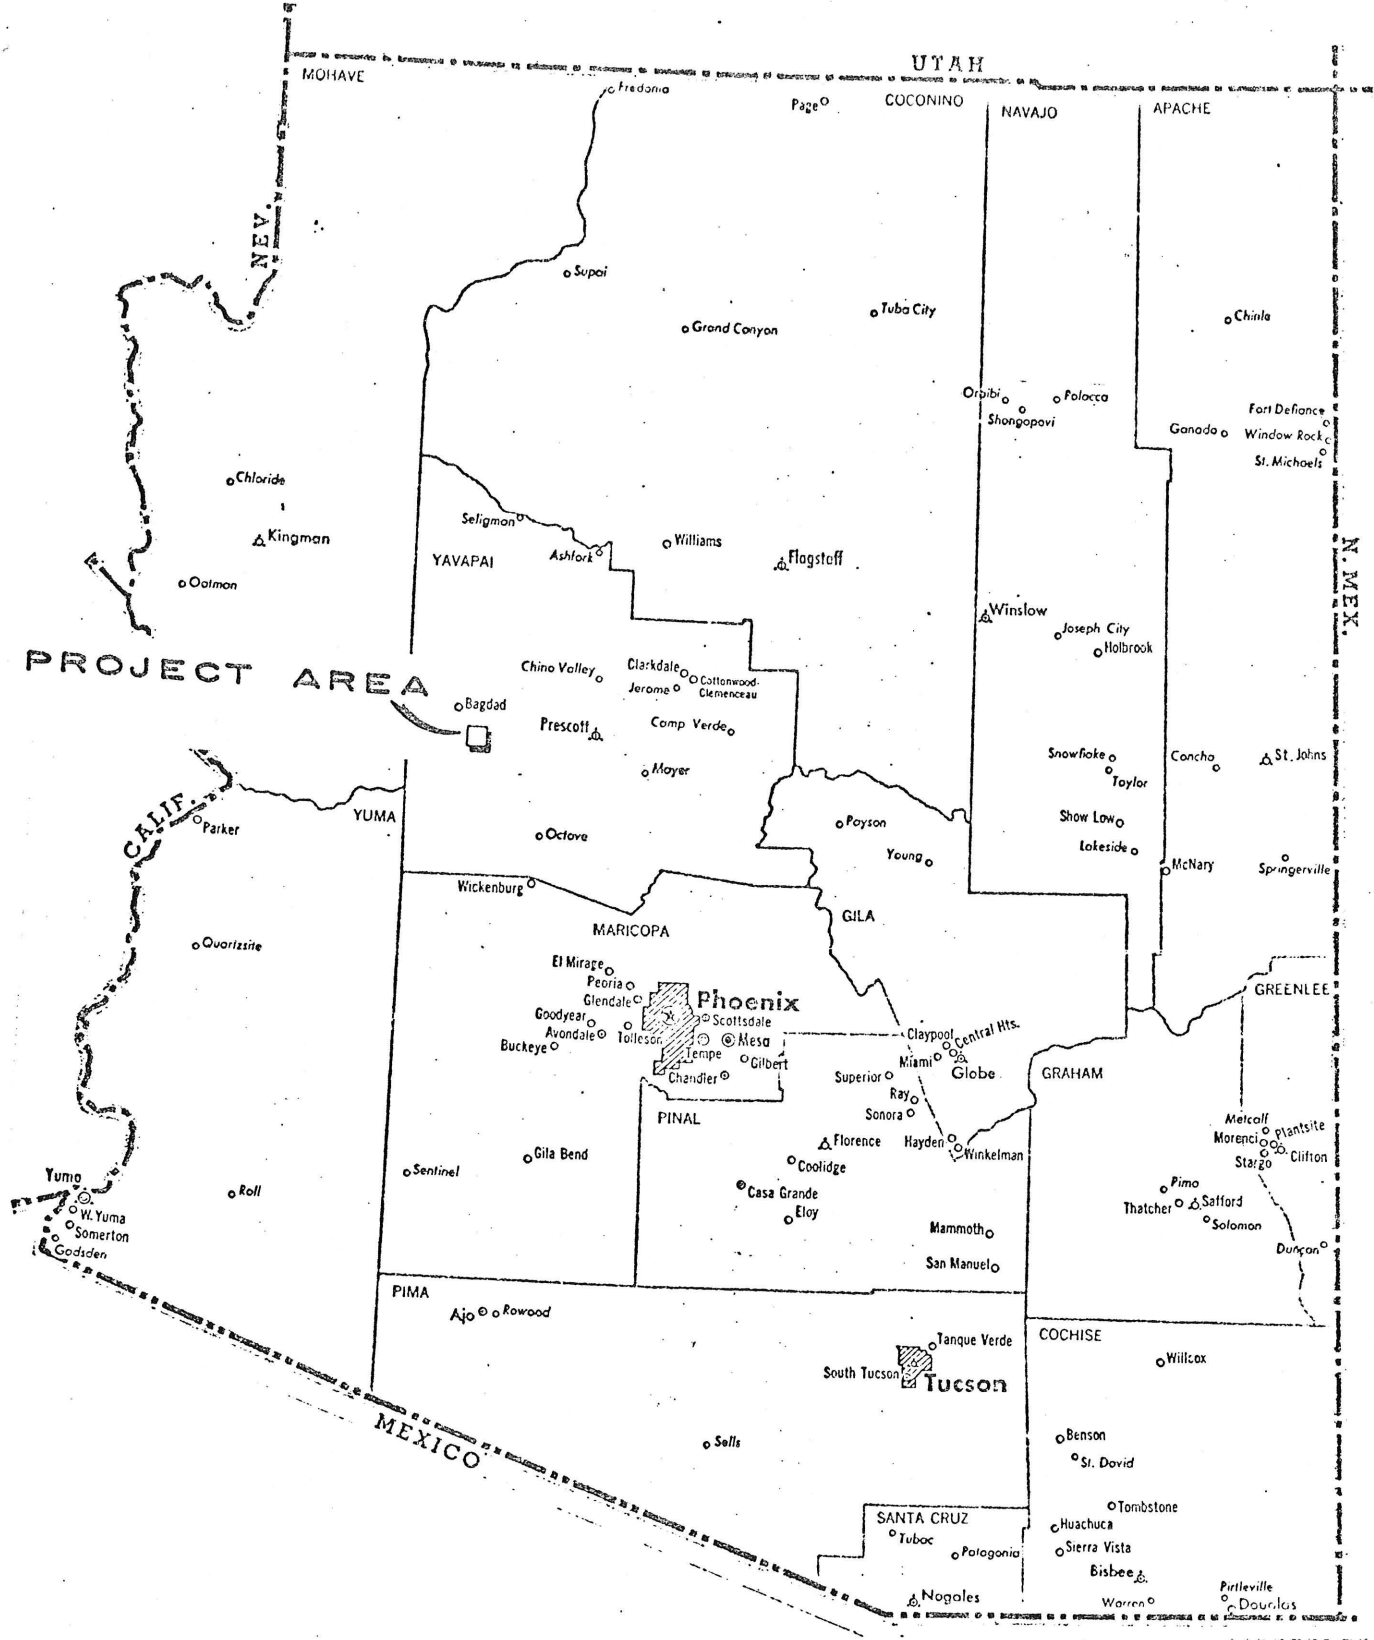 UTAH
MOHAVE
Fredonia
Page
COCONINO
NAVAJO
APACHE
NEV.
Supai
Grand Canyon
Tuba City
Chinle
Oraibi
Polacca
Shongopovi
Fort Defiance
Ganado
Window Rock
St. Michaels
Chloride
Kingman
Oatman
Seligman
Ashfork
Williams
Flagstaff
YAVAPAI
N. MEX.
Winslow
Joseph City
Holbrook
PROJECT AREA
Chino Valley
Clarkdale
Cottonwood-
Clemenceau
Jerome
Bagdad
Prescott
Camp Verde
Mayer
Snowflake
Taylor
Concho
St. Johns
CALIF.
Parker
YUMA
Octave
Payson
Young
Show Low
Lakeside
McNary
Springerville
Wickenburg
MARICOPA
GILA
Quartzsite
El Mirage
Peoria
Glendale
Phoenix
Scottsdale
Goodyear
Avondale
Tolleson
Mesa
Buckeye
Tempe
Gilbert
Chandler
GREENLEE
Claypool
Central Hts.
Miami
Globe
Superior
Ray
Sonora
GRAHAM
PINAL
Florence
Hayden
Winkelman
Coolidge
Casa Grande
Eloy
Metcalf
Morenci
Plantsite
Stargo
Clifton
Gila Bend
Sentinel
Roll
Yuma
W. Yuma
Somerton
Gadsden
Pima
Thatcher
Safford
Solomon
Duncan
Mammoth
San Manuel
PIMA
Ajo
Rowood
COCHISE
Tanque Verde
South Tucson
Tucson
Willcox
MEXICO
Sells
Benson
St. David
Tombstone
SANTA CRUZ
Tubac
Patagonia
Huachuca
Sierra Vista
Bisbee
Nogales
Warren
Pirtleville
Douglas